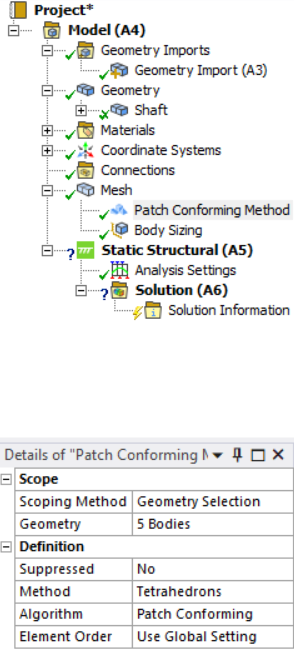 Project*
Model (A4)
Geometry Imports
Geometry Import (A3)
Geometry
Shaft
Materials
Coordinate Systems
Connections
Mesh
Patch Conforming Method
Body Sizing
Static Structural (A5)
Analysis Settings
Solution (A6)
Solution Information
Details of "Patch Conforming
Scope
Scoping Method Geometry Selection
Geometry 5 Bodies
Definition
Suppressed No
Method Tetrahedrons
Algorithm Patch Conforming
Element Order Use Global Setting